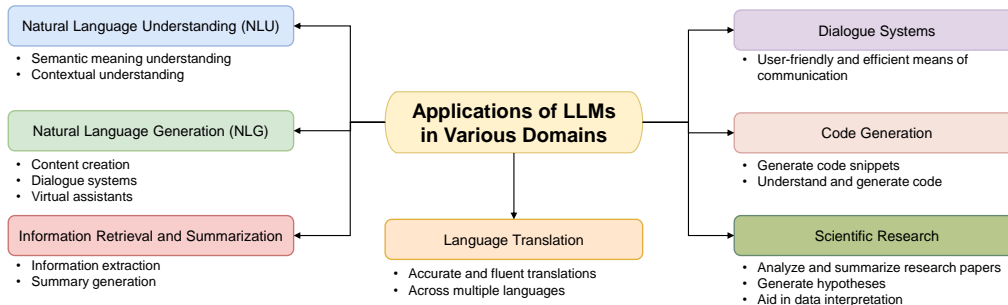 Natural Language Understanding (NLU)
• Semantic meaning understanding
• Contextual understanding
Natural Language Generation (NLG)
• Content creation
• Dialogue systems
• Virtual assistants
Information Retrieval and Summarization
• Information extraction
• Summary generation
Applications of LLMs
in Various Domains
Language Translation
• Accurate and fluent translations
• Across multiple languages
Dialogue Systems
• User-friendly and efficient means of
communication
Code Generation
• Generate code snippets
• Understand and generate code
Scientific Research
• Analyze and summarize research papers
• Generate hypotheses
• Aid in data interpretation